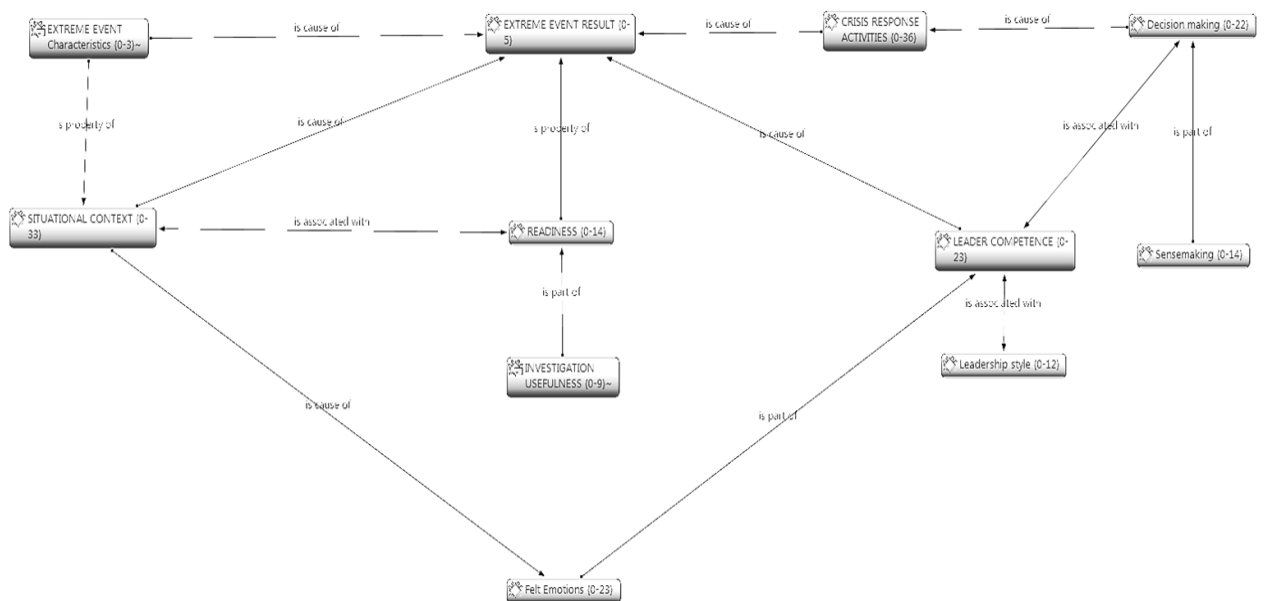 EXTREME EVENT
Characteristics {0-3}~
is cause of
EXTREME EVENT RESULT {0-
5}
is cause of
CRISIS RESPONSE
ACTIVITIES {0-36}
is cause of
Decision making {0-22}
is property of
is cause of
is property of
is cause of
is associated with
is part of
SITUATIONAL CONTEXT {0-
33}
is associated with
READINESS {0-14}
LEADER COMPETENCE {0-
23}
Sensemaking {0-14}
is part of
is associated with
INVESTIGATION
USEFULNESS {0-9}~
Leadership style {0-12}
is cause of
is part of
Felt Emotions {0-23}